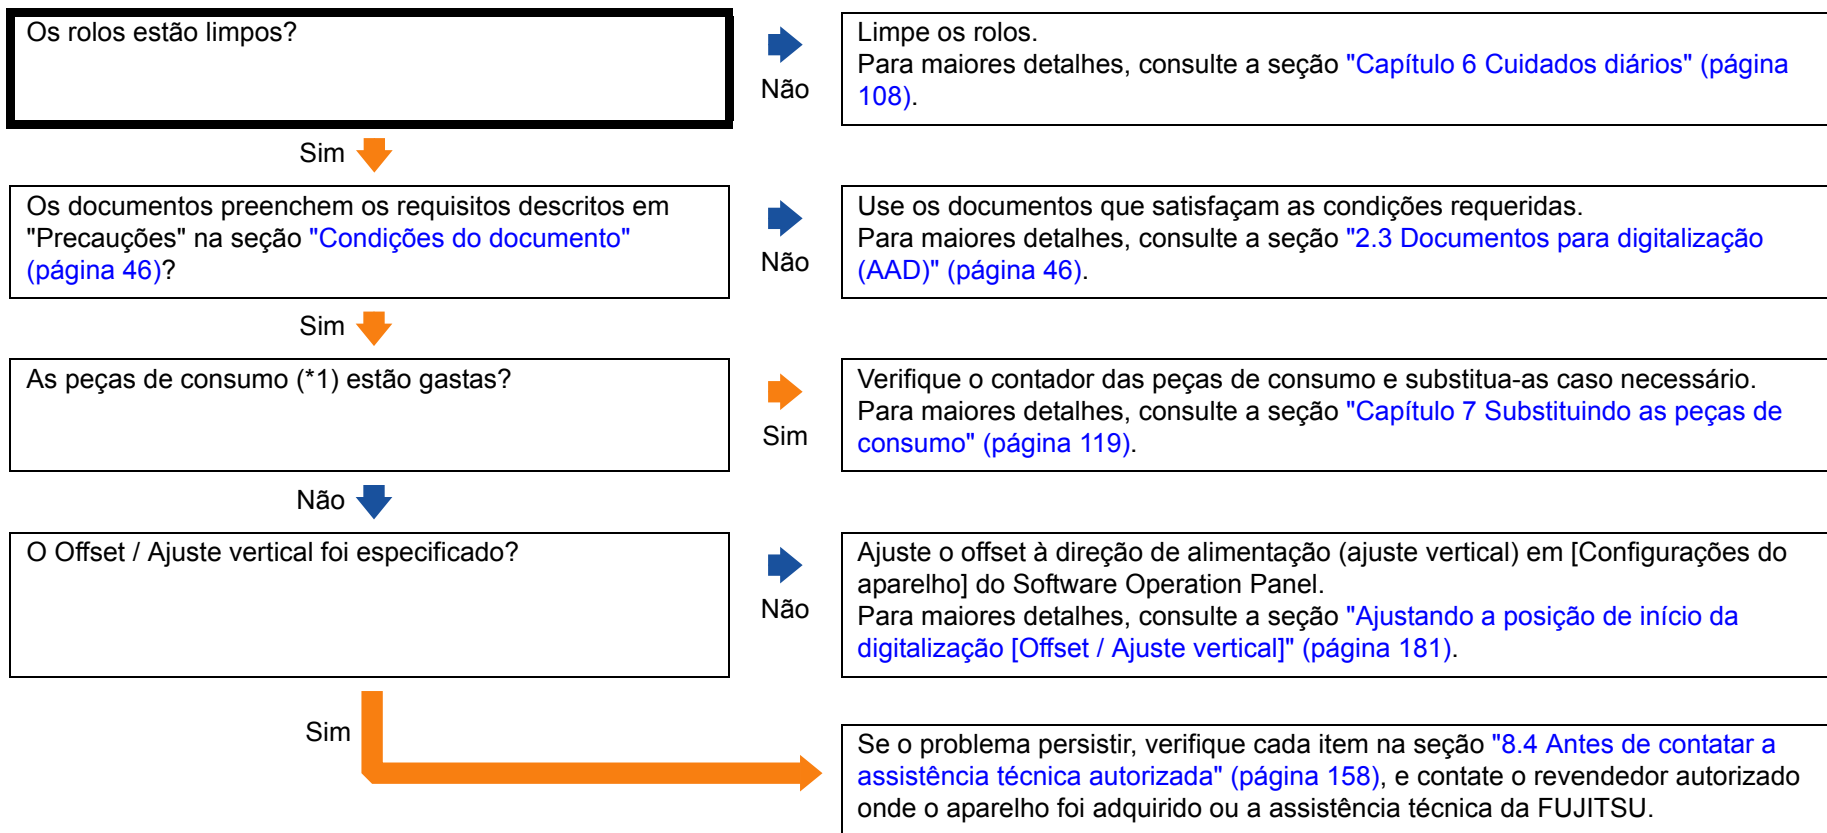 Os rolos estão limpos?
Não
Limpe os rolos.
Para maiores detalhes, consulte a seção "Capítulo 6 Cuidados diários" (página
108).
Sim
Os documentos preenchem os requisitos descritos em
"Precauções" na seção "Condições do documento"
(página 46)?
Não
Use os documentos que satisfaçam as condições requeridas.
Para maiores detalhes, consulte a seção "2.3 Documentos para digitalização
(AAD)" (página 46).
Sim
As peças de consumo (*1) estão gastas?
Sim
Verifique o contador das peças de consumo e substitua-as caso necessário.
Para maiores detalhes, consulte a seção "Capítulo 7 Substituindo as peças de
consumo" (página 119).
Não
O Offset / Ajuste vertical foi especificado?
Não
Ajuste o offset à direção de alimentação (ajuste vertical) em [Configurações do
aparelho] do Software Operation Panel.
Para maiores detalhes, consulte a seção "Ajustando a posição de início da
digitalização [Offset / Ajuste vertical]" (página 181).
Sim
Se o problema persistir, verifique cada item na seção "8.4 Antes de contatar a
assistência técnica autorizada" (página 158), e contate o revendedor autorizado
onde o aparelho foi adquirido ou a assistência técnica da FUJITSU.